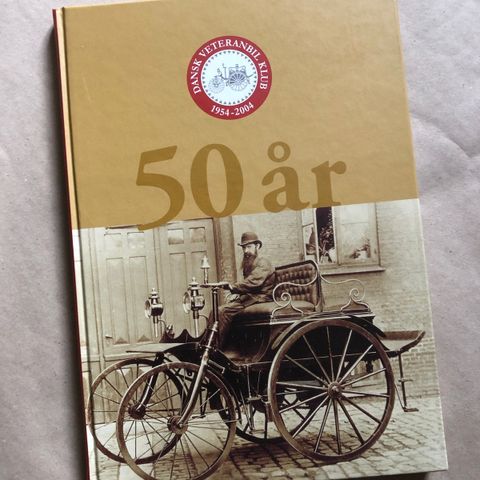 DANSK VETERANBIL KLUB
1954-2004
50 år